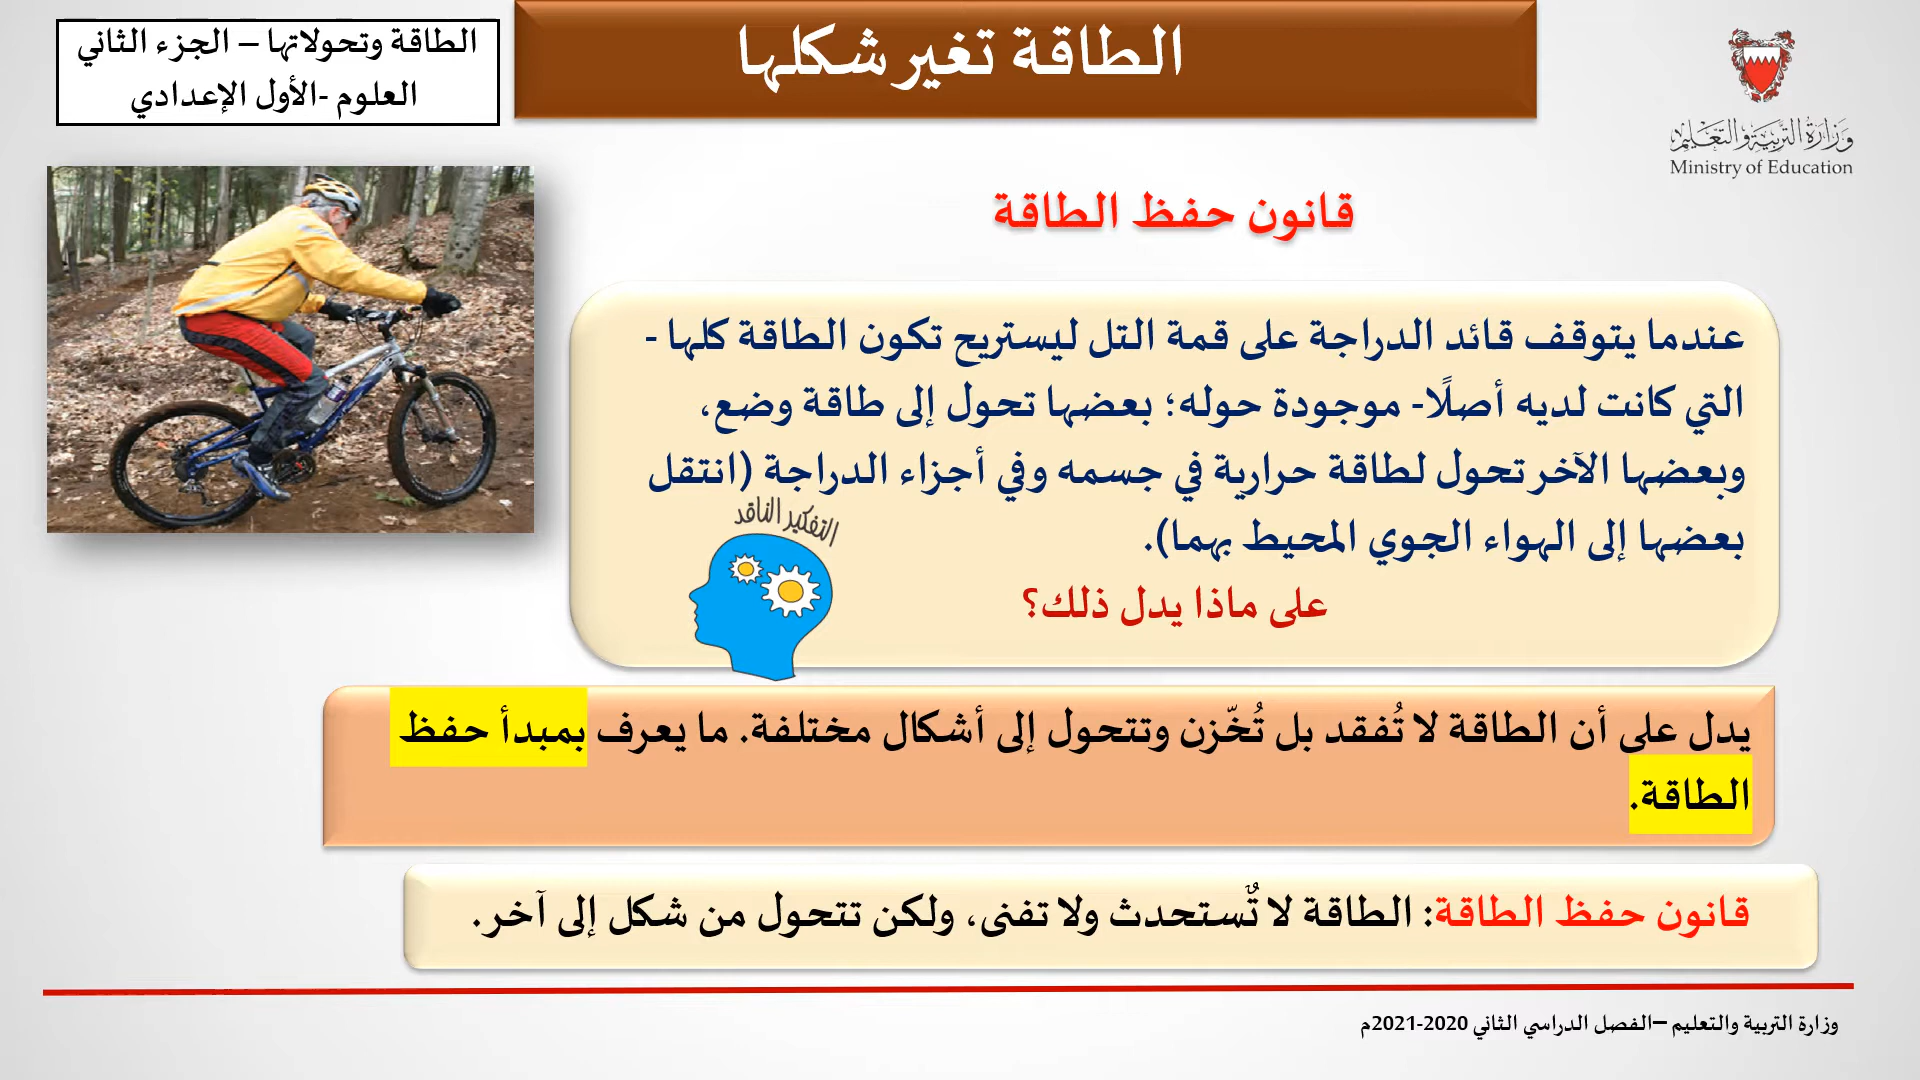 الطاقة وتحولاتها – الجزء الثاني
العلوم -الأول الإعدادي
الطاقة تغير شكلها
وزارة التربية والتعليم
Ministry of Education
قانون حفظ الطاقة
عندما يتوقف قائد الدراجة على قمة التل ليستريح تكون الطاقة كلها -
التي كانت لديه أصلًا- موجودة حوله؛ بعضها تحول إلى طاقة وضع،
وبعضها الآخر تحول لطاقة حرارية في جسمه وفي أجزاء الدراجة (انتقل
بعضها إلى الهواء الجوي المحيط بهما).
على ماذا يدل ذلك؟
التفكير الناقد
يدل على أن الطاقة لا تُفقد بل تُخّزن وتتحول إلى أشكال مختلفة. ما يعرف بمبدأ حفظ
الطاقة.
قانون حفظ الطاقة: الطاقة لا تٌستحدث ولا تفنى، ولكن تتحول من شكل إلى آخر.
وزارة التربية والتعليم –الفصل الدراسي الثاني 2020-2021م